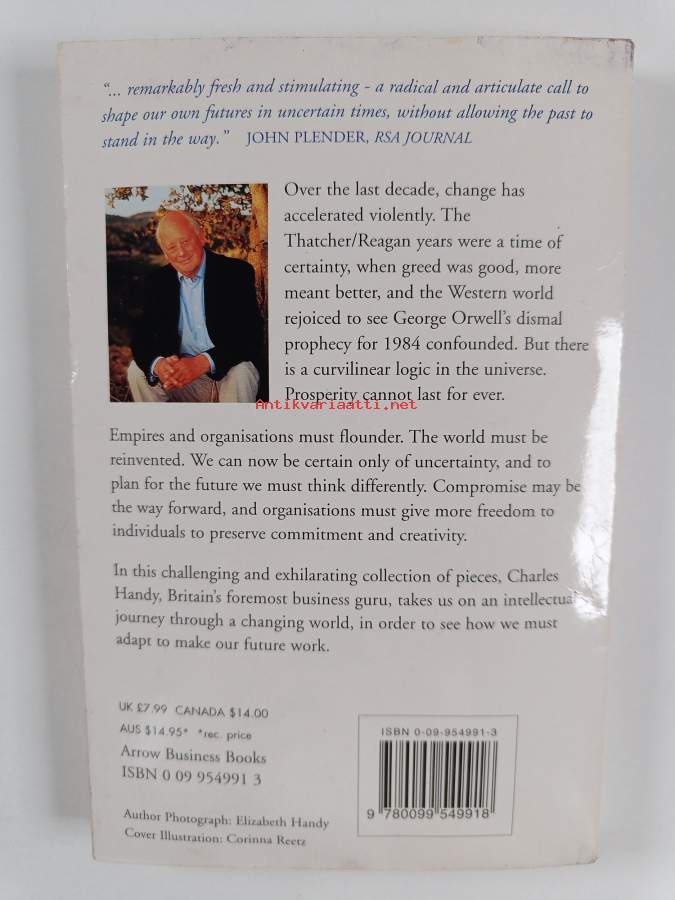 “... remarkably fresh and stimulating - a radical and articulate call to
shape our own futures in uncertain times, without allowing the past to
stand in the way.” JOHN PLENDER, RSA JOURNAL
Over the last decade, change has
accelerated violently. The
Thatcher/Reagan years were a time of
certainty, when greed was good, more
meant better, and the Western world
rejoiced to see George Orwell’s dismal
prophecy for 1984 confounded. But there
is a curvilinear logic in the universe.
Prosperity cannot last for ever.
Antikvariaatti.net
Empires and organisations must flounder. The world must be
reinvented. We can now be certain only of uncertainty, and to
plan for the future we must think differently. Compromise may be
the way forward, and organisations must give more freedom to
individuals to preserve commitment and creativity.
In this challenging and exhilarating collection of pieces, Charles
Handy, Britain’s foremost business guru, takes us on an intellectual
journey through a changing world, in order to see how we must
adapt to make our future work.
UK £7.99 CANADA $14.00
AUS $14.95* *rec. price
Arrow Business Books
ISBN 0 09 954991 3
Author Photograph: Elizabeth Handy
Cover Illustration: Corinna Reetz
ISBN 0-09-954991-3
9 780099 549918